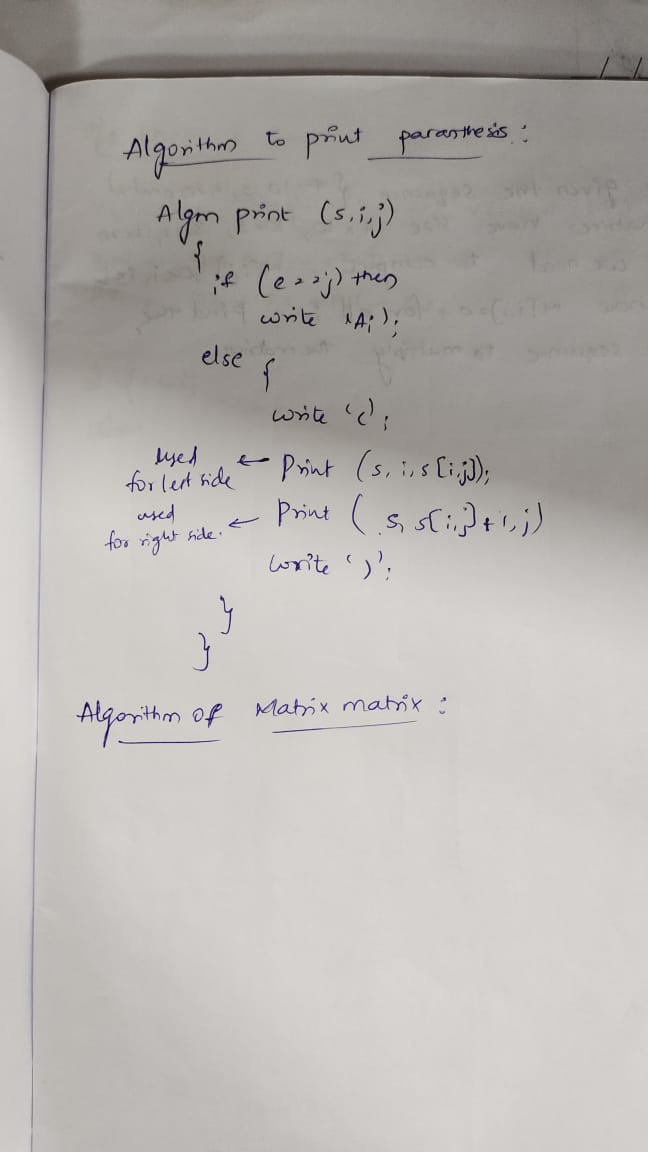 Algorithm to print paranthesis :
Algm print (s, i, j)
{
if (e == j) then
write 'Ai';
else {
write '(';
used for left side ← Print (s, i, s[i,j]);
used for right side. ← Print ( s, s[i,j]+1, j)
write ')';
}
}
Algorithm of Matrix matrix :